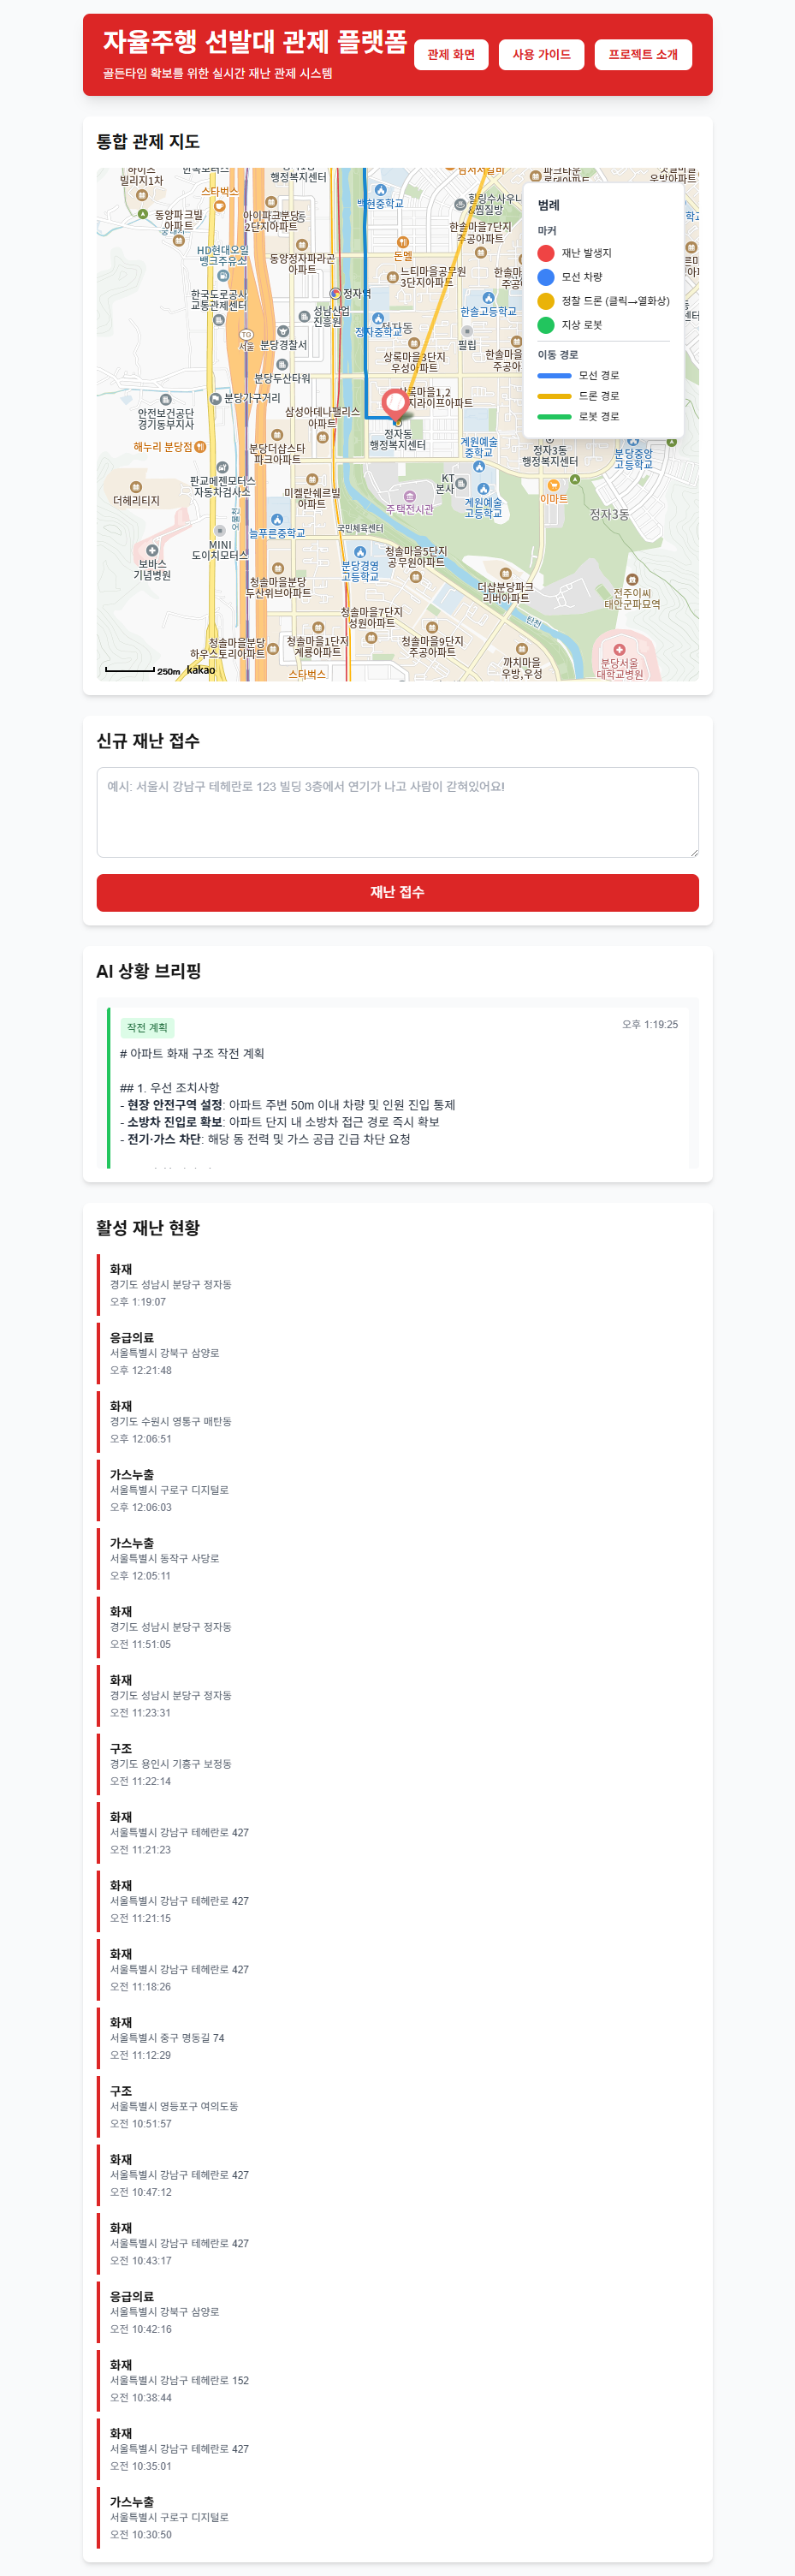 자율주행 선발대 관제 플랫폼
골든타임 확보를 위한 실시간 재난 관제 시스템
관제 화면
사용 가이드
프로젝트 소개
통합 관제 지도
빌리지1차
스타벅스
행정복지센터
백현중학교
동양파크빌
아파트
아이파크분당
2단지아파트
HD현대오일
뱅크주유소
동양정자파라곤
아파트
돈멜
느티마을공무원
3단지아파트
한솔마을7단지
주공아파트
한국도로공사
교통관제센터
정자역
성남산업
진흥원
정자중학교
한솔고등학교
서울
분당경찰서
상록마을3단지
우성아파트
필립
분당두산타워
안전보건공단
경기동부지사
분당가구거리
삼성아데나팰리스
아파트
정자동
행정복지센터
해누리 분당점
분당더샵스타
파크아파트
계원예술
중학교
정자3동
행정복지센터
분당중앙
고등학교
판교메젠모터스
자동차검사소
KT
본사
더헤리티지
미켈란쉐르빌
아파트
주택전시관
계원예술
고등학교
이마트
정자3동
늘푸른중학교
국민체육센터
MINI
도이치모터스
보바스
기념병원
분당경영
고등학교
청솔마을5단지
공무원아파트
청솔마을분당
두산위브아파트
더샵분당파크
리버아파트
전주이씨
태안군파묘역
청솔마을7단지
성원아파트
탄천
청솔마을분당
하우스토리아파트
청솔마을1단지
계룡아파트
청솔마을9단지
주공아파트
까치마을
우방,우성
분당서울
대학교병원
스타벅스
250m
kakao
범례
마커
재난 발생지
모선 차량
정찰 드론 (클릭→열화상)
지상 로봇
이동 경로
모선 경로
드론 경로
로봇 경로
신규 재난 접수
예시: 서울시 강남구 테헤란로 123 빌딩 3층에서 연기가 나고 사람이 갇혀있어요!
재난 접수
AI 상황 브리핑
작전 계획
오후 1:19:25
# 아파트 화재 구조 작전 계획
## 1. 우선 조치사항
- 현장 안전구역 설정: 아파트 주변 50m 이내 차량 및 인원 진입 통제
- 소방차 진입로 확보: 아파트 단지 내 소방차 접근 경로 즉시 확보
- 전기·가스 차단: 해당 동 전력 및 가스 공급 긴급 차단 요청
활성 재난 현황
화재
경기도 성남시 분당구 정자동
오후 1:19:07
응급의료
서울특별시 강북구 삼양로
오후 12:21:48
화재
경기도 수원시 영통구 매탄동
오후 12:06:51
가스누출
서울특별시 구로구 디지털로
오후 12:06:03
가스누출
서울특별시 동작구 사당로
오후 12:05:11
화재
경기도 성남시 분당구 정자동
오전 11:51:05
화재
경기도 성남시 분당구 정자동
오전 11:23:31
구조
경기도 용인시 기흥구 보정동
오전 11:22:14
화재
서울특별시 강남구 테헤란로 427
오전 11:21:23
화재
서울특별시 강남구 테헤란로 427
오전 11:21:15
화재
서울특별시 강남구 테헤란로 427
오전 11:18:26
화재
서울특별시 중구 명동길 74
오전 11:12:29
구조
서울특별시 영등포구 여의도동
오전 10:51:57
화재
서울특별시 강남구 테헤란로 427
오전 10:47:12
화재
서울특별시 강남구 테헤란로 427
오전 10:43:17
응급의료
서울특별시 강북구 삼양로
오전 10:42:16
화재
서울특별시 강남구 테헤란로 152
오전 10:38:44
화재
서울특별시 강남구 테헤란로 427
오전 10:35:01
가스누출
서울특별시 구로구 디지털로
오전 10:30:50